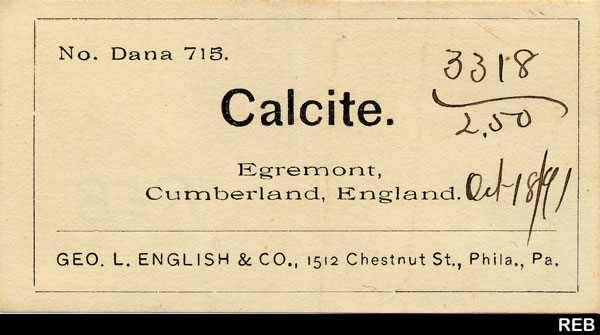 No. Dana 715.
3318
Calcite.
2.50
Egremont,
Cumberland, England.
Oct 18/91
GEO. L. ENGLISH & CO., 1512 Chestnut St., Phila., Pa.
REB